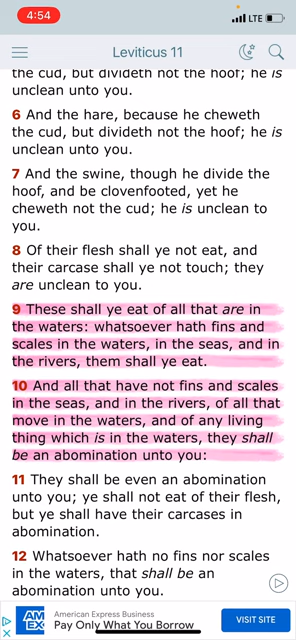 4:54
LTE
Leviticus 11
the cud, but divideth not the hoof; he is
unclean unto you.
6 And the hare, because he cheweth
the cud, but divideth not the hoof; he is
unclean unto you.
7 And the swine, though he divide the
hoof, and be clovenfooted, yet he
cheweth not the cud; he is unclean to
you.
8 Of their flesh shall ye not eat, and
their carcase shall ye not touch; they
are unclean to you.
9 These shall ye eat of all that are in
the waters: whatsoever hath fins and
scales in the waters, in the seas, and in
the rivers, them shall ye eat.
10 And all that have not fins and scales
in the seas, and in the rivers, of all that
move in the waters, and of any living
thing which is in the waters, they shall
be an abomination unto you:
11 They shall be even an abomination
unto you; ye shall not eat of their flesh,
but ye shall have their carcases in
abomination.
12 Whatsoever hath no fins nor scales
in the waters, that shall be an
abomination unto you.
AM
EX
American Express Business
Pay Only What You Borrow
VISIT SITE